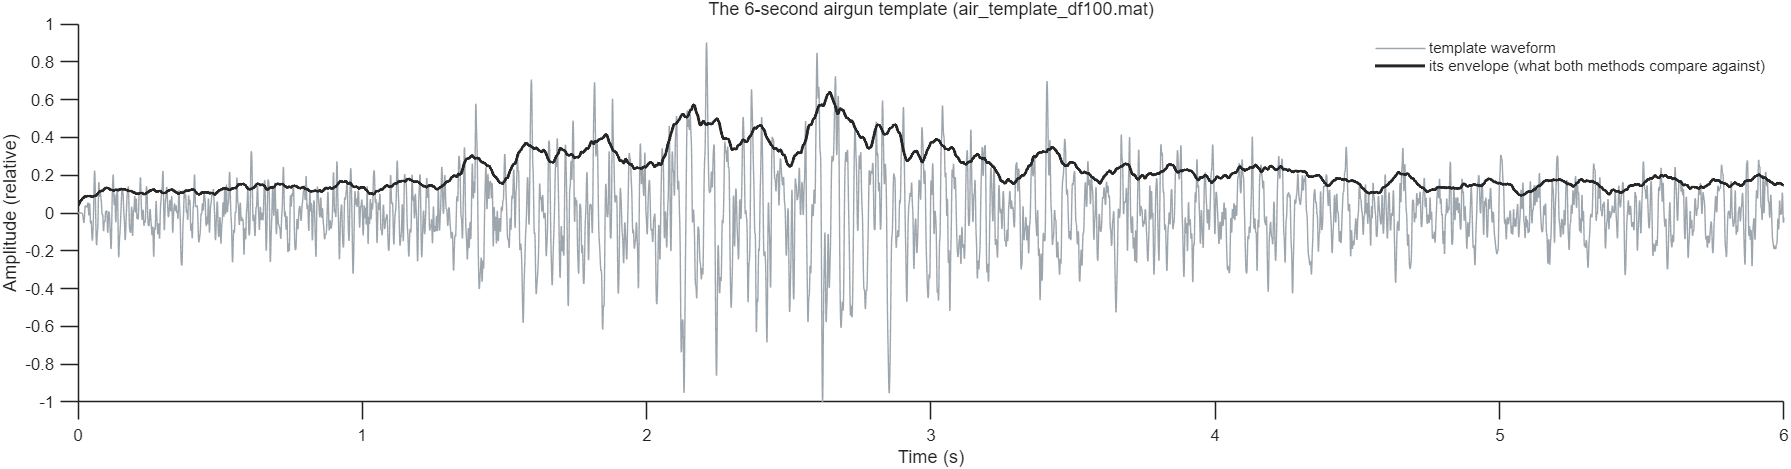 The 6-second airgun template (air_template_df100.mat)
template waveform
its envelope (what both methods compare against)
Amplitude (relative)
1
0.8
0.6
0.4
0.2
0
-0.2
-0.4
-0.6
-0.8
-1
0 1 2 3 4 5 6
Time (s)